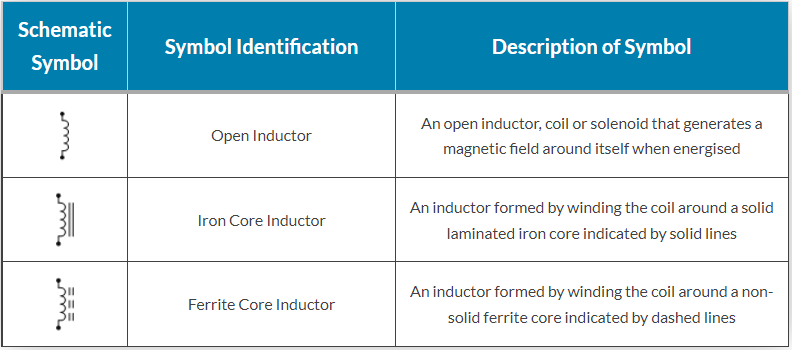 Schematic
Symbol
Symbol Identification
Description of Symbol
Open Inductor
An open inductor, coil or solenoid that generates a
magnetic field around itself when energised
Iron Core Inductor
An inductor formed by winding the coil around a solid
laminated iron core indicated by solid lines
Ferrite Core Inductor
An inductor formed by winding the coil around a non-
solid ferrite core indicated by dashed lines